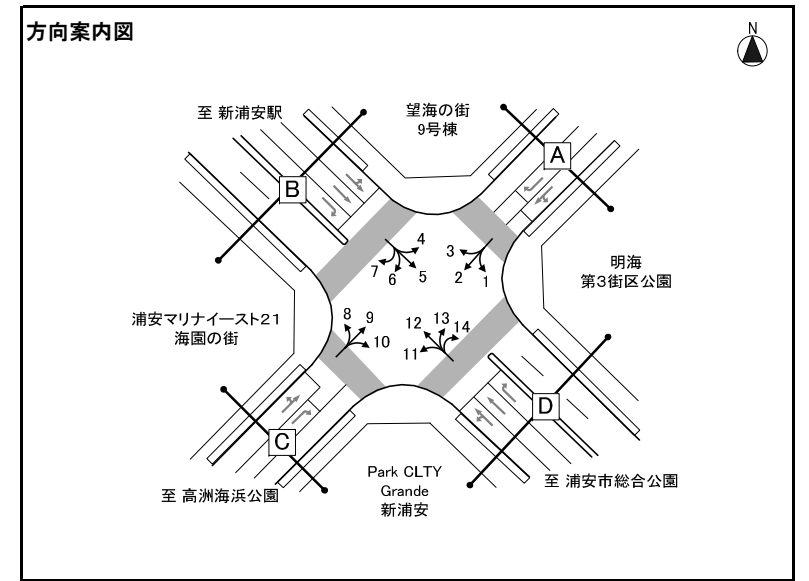 方向案内図
N
至 新浦安駅
望海の街
9号棟
A
B
明海
第3街区公園
3
2
1
4
7
6
5
浦安マリナイースト21
海園の街
8
9
10
12
13
14
11
D
C
Park CLTY
Grande
新浦安
至 高洲海浜公園
至 浦安市総合公園